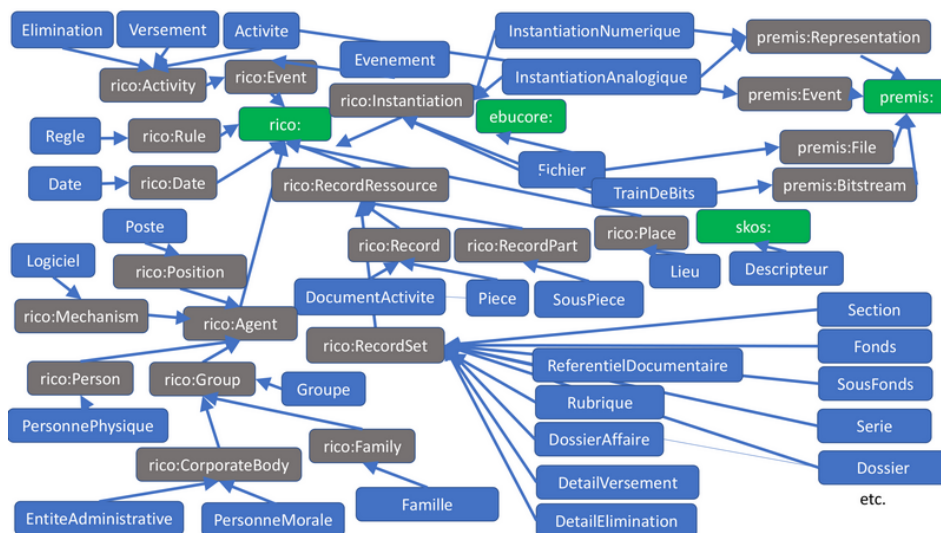 Elimination
Versement
Activite
InstantiationNumerique
premis:Representation
Evenement
InstantiationAnalogique
rico:Activity
rico:Event
rico:Instantiation
premis:Event
premis:
ebucore:
Regle
rico:Rule
rico:
premis:File
Date
rico:Date
rico:RecordRessource
Fichier
TrainDeBits
premis:Bitstream
Poste
rico:Record
rico:RecordPart
rico:Place
skos:
Logiciel
rico:Position
Lieu
Descripteur
DocumentActivite
Piece
SousPiece
rico:Mechanism
rico:Agent
Section
rico:RecordSet
Fonds
ReferentielDocumentaire
rico:Person
rico:Group
Groupe
SousFonds
Rubrique
PersonnePhysique
Serie
DossierAffaire
rico:Family
rico:CorporateBody
Dossier
DetailVersement
etc.
Famille
EntiteAdministrative
PersonneMorale
DetailElimination